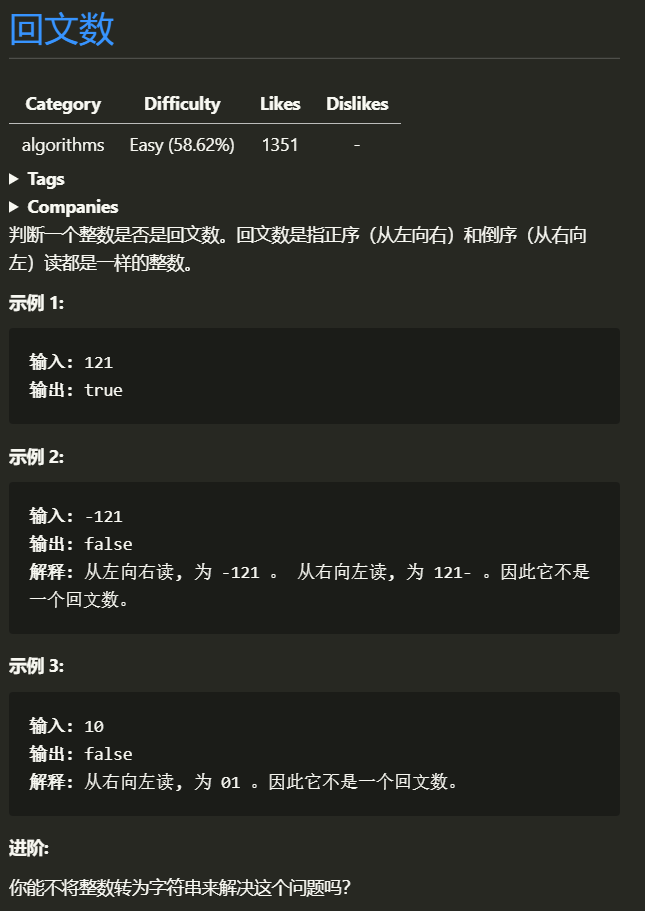 回文数
Category Difficulty Likes Dislikes
algorithms Easy (58.62%) 1351 -
Tags
Companies
判断一个整数是否是回文数。回文数是指正序（从左向右）和倒序（从右向
左）读都是一样的整数。
示例 1:
输入: 121
输出: true
示例 2:
输入: -121
输出: false
解释: 从左向右读, 为 -121 。 从右向左读, 为 121- 。因此它不是
一个回文数。
示例 3:
输入: 10
输出: false
解释: 从右向左读, 为 01 。因此它不是一个回文数。
进阶:
你能不将整数转为字符串来解决这个问题吗？